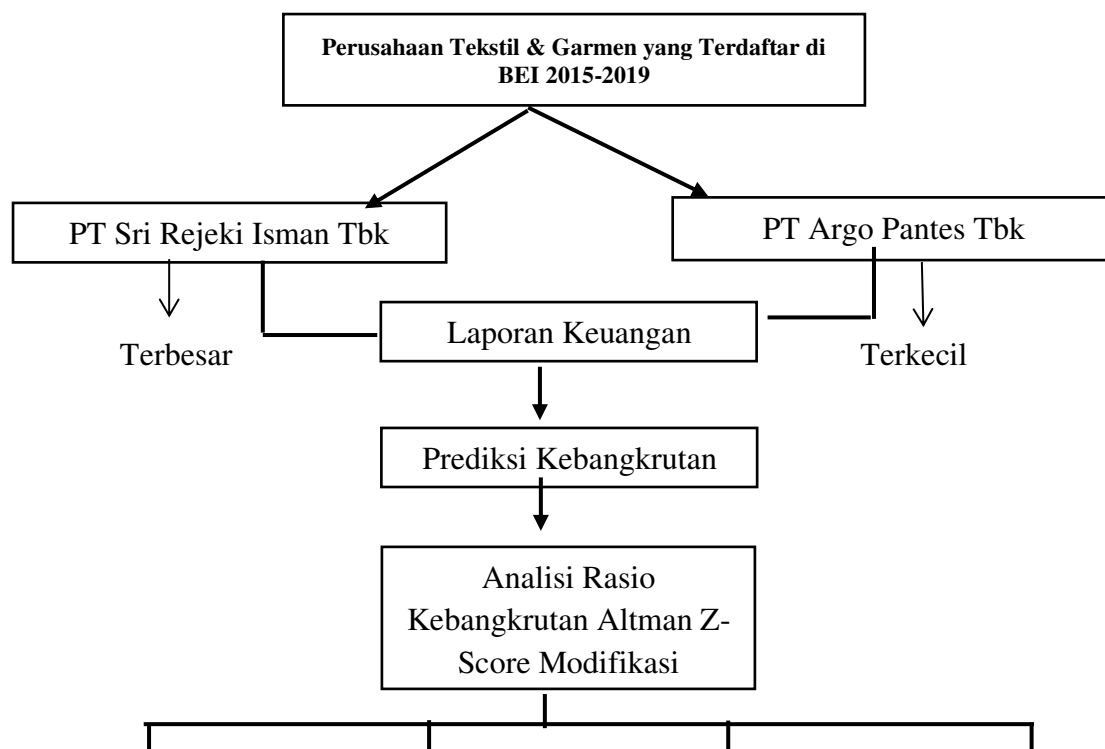 Perusahaan Tekstil & Garmen yang Terdaftar di
BEI 2015-2019
PT Sri Rejeki Isman Tbk
PT Argo Pantes Tbk
Laporan Keuangan
Terbesar
Terkecil
Prediksi Kebangkrutan
Analisi Rasio
Kebangkrutan Altman Z-
Score Modifikasi